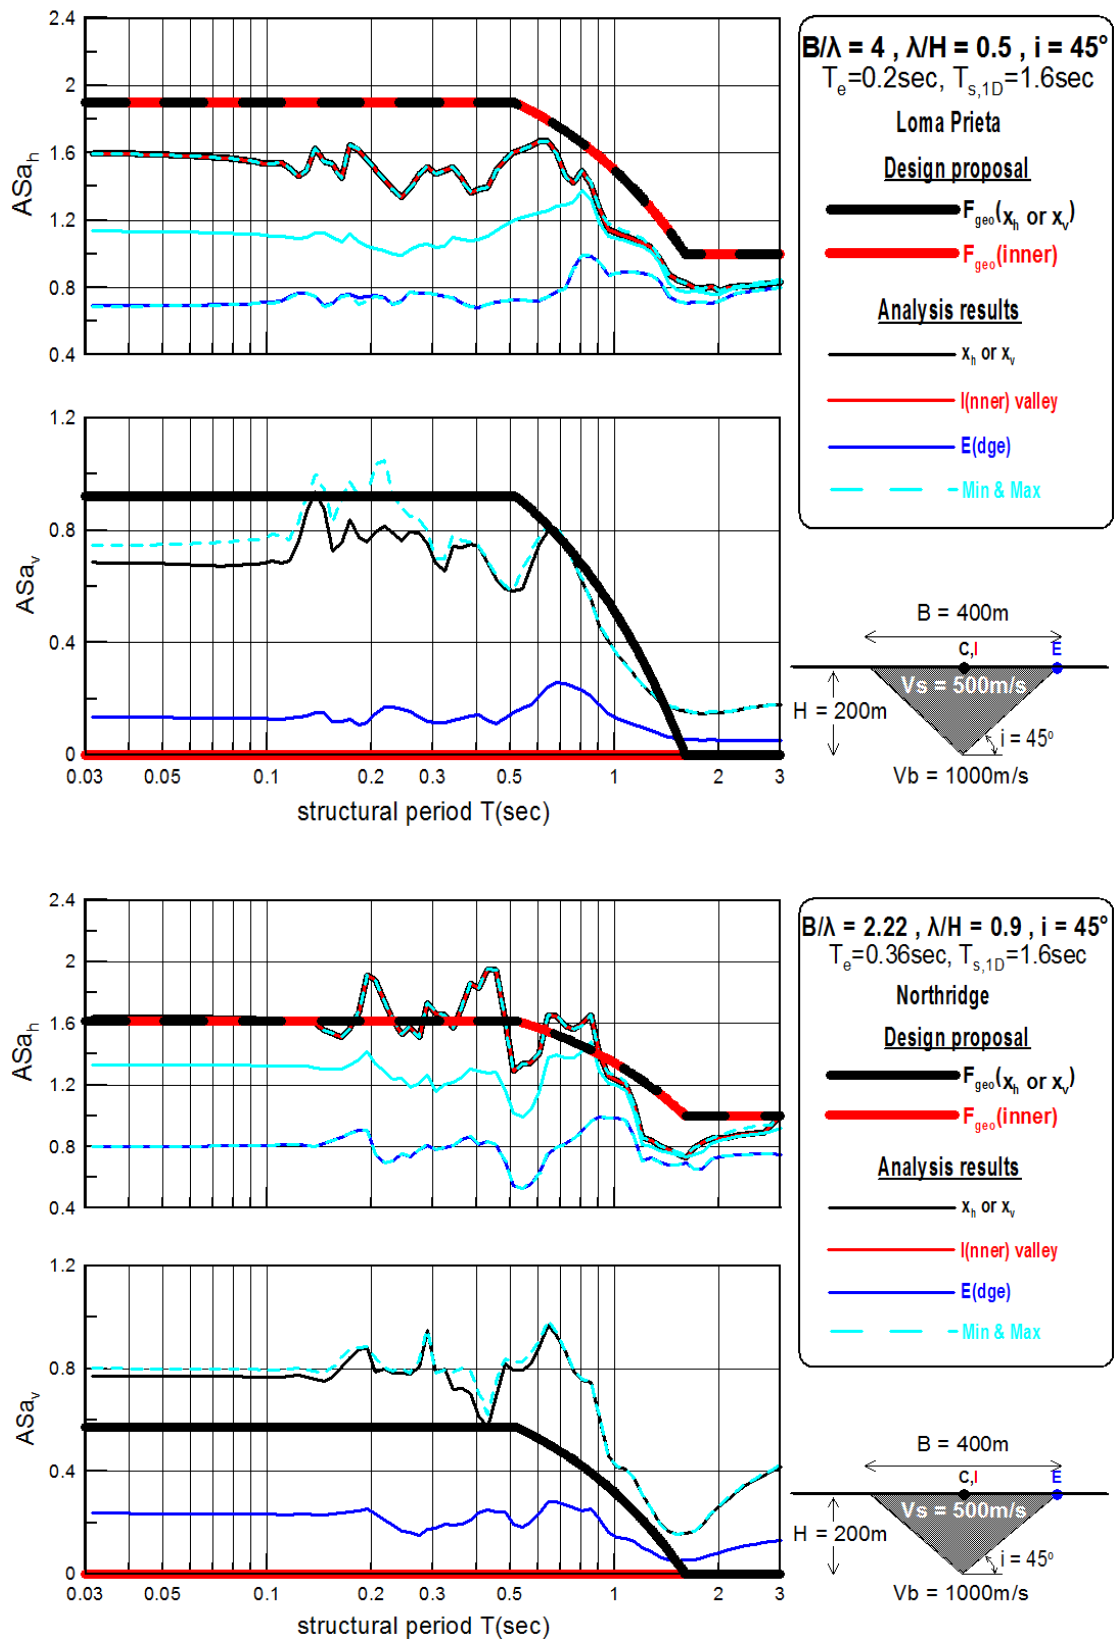 2.4
2
1.6
1.2
0.8
0.4
ASa_h
B/λ = 4 , λ/H = 0.5 , i = 45°
T_e=0.2sec, T_s,1D=1.6sec
Loma Prieta
Design proposal
F_geo(x_h or x_v)
F_geo(inner)
Analysis results
x_h or x_v
I(nner) valley
E(dge)
Min & Max
1.2
0.8
0.4
0
ASa_v
0.03 0.05 0.1 0.2 0.3 0.5 1 2 3
structural period T(sec)
B = 400m
C,I E
Vs = 500m/s
H = 200m
i = 45°
Vb = 1000m/s
2.4
2
1.6
1.2
0.8
0.4
ASa_h
B/λ = 2.22 , λ/H = 0.9 , i = 45°
T_e=0.36sec, T_s,1D=1.6sec
Northridge
Design proposal
F_geo(x_h or x_v)
F_geo(inner)
Analysis results
x_h or x_v
I(nner) valley
E(dge)
Min & Max
1.2
0.8
0.4
0
ASa_v
0.03 0.05 0.1 0.2 0.3 0.5 1 2 3
structural period T(sec)
B = 400m
C,I E
Vs = 500m/s
H = 200m
i = 45°
Vb = 1000m/s